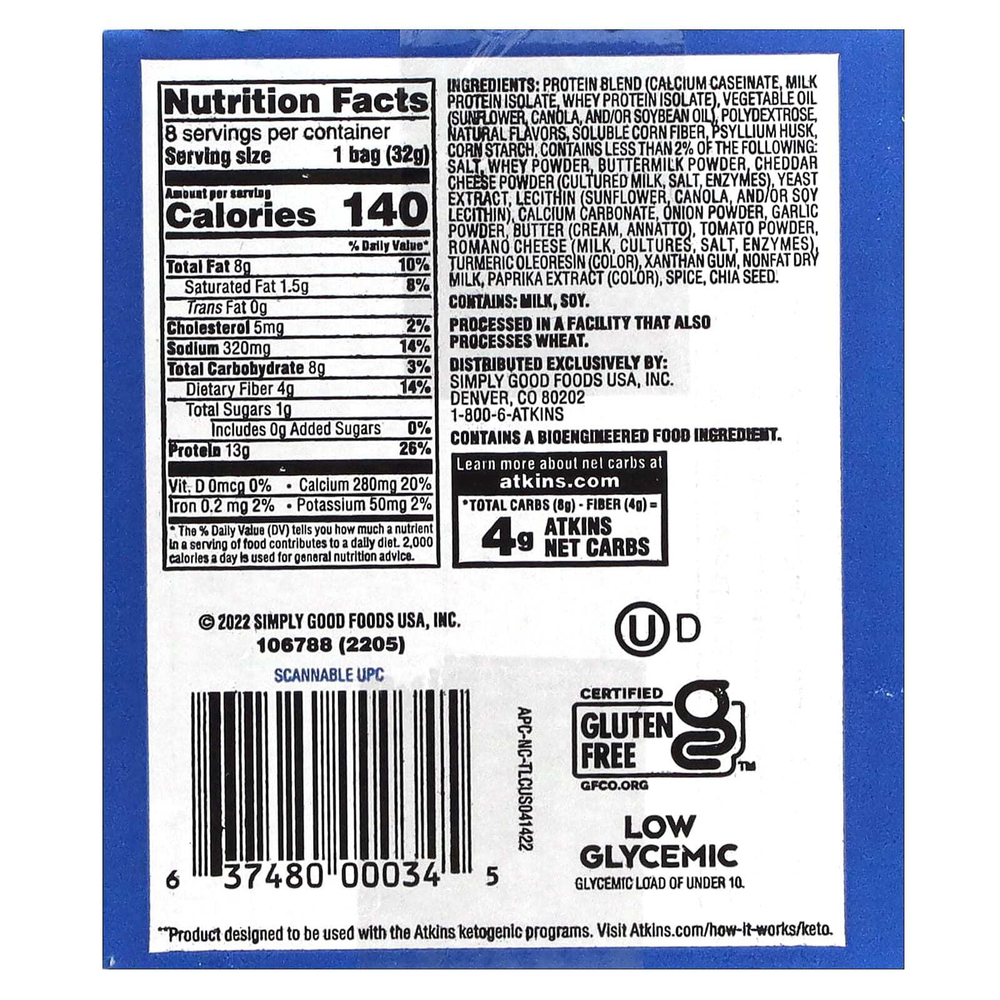 Nutrition Facts
8 servings per container
Serving size 1 bag (32g)
Amount per serving
Calories 140
% Daily Value*
Total Fat 8g 10%
Saturated Fat 1.5g 8%
Trans Fat 0g
Cholesterol 5mg 2%
Sodium 320mg 14%
Total Carbohydrate 8g 3%
Dietary Fiber 4g 14%
Total Sugars 1g
Includes 0g Added Sugars 0%
Protein 13g 26%
Vit. D 0mcg 0% • Calcium 280mg 20%
Iron 0.2 mg 2% • Potassium 50mg 2%
* The % Daily Value (DV) tells you how much a nutrient
in a serving of food contributes to a daily diet. 2,000
calories a day is used for general nutrition advice.
INGREDIENTS: PROTEIN BLEND (CALCIUM CASEINATE, MILK
PROTEIN ISOLATE, WHEY PROTEIN ISOLATE), VEGETABLE OIL
(SUNFLOWER, CANOLA, AND/OR SOYBEAN OIL), POLYDEXTROSE,
NATURAL FLAVORS, SOLUBLE CORN FIBER, PSYLLIUM HUSK,
CORN STARCH, CONTAINS LESS THAN 2% OF THE FOLLOWING:
SALT, WHEY POWDER, BUTTERMILK POWDER, CHEDDAR
CHEESE POWDER (CULTURED MILK, SALT, ENZYMES), YEAST
EXTRACT, LECITHIN (SUNFLOWER, CANOLA, AND/OR SOY
LECITHIN), CALCIUM CARBONATE, ONION POWDER, GARLIC
POWDER, BUTTER (CREAM, ANNATTO), TOMATO POWDER,
ROMANO CHEESE (MILK, CULTURES, SALT, ENZYMES),
TURMERIC OLEORESIN (COLOR), XANTHAN GUM, NONFAT DRY
MILK, PAPRIKA EXTRACT (COLOR), SPICE, CHIA SEED.
CONTAINS: MILK, SOY.
PROCESSED IN A FACILITY THAT ALSO
PROCESSES WHEAT.
DISTRIBUTED EXCLUSIVELY BY:
SIMPLY GOOD FOODS USA, INC.
DENVER, CO 80202
1-800-6-ATKINS
CONTAINS A BIOENGINEERED FOOD INGREDIENT.
Learn more about net carbs at
atkins.com
*TOTAL CARBS (8g) - FIBER (4g) =
4g ATKINS
NET CARBS
© 2022 SIMPLY GOOD FOODS USA, INC.
106788 (2205)
SCANNABLE UPC
6 37480 00034 5
APC-NC-TLCUS041422
U D
CERTIFIED
GLUTEN
FREE
g
TM
GFCO.ORG
LOW
GLYCEMIC
GLYCEMIC LOAD OF UNDER 10.
**Product designed to be used with the Atkins ketogenic programs. Visit Atkins.com/how-it-works/keto.